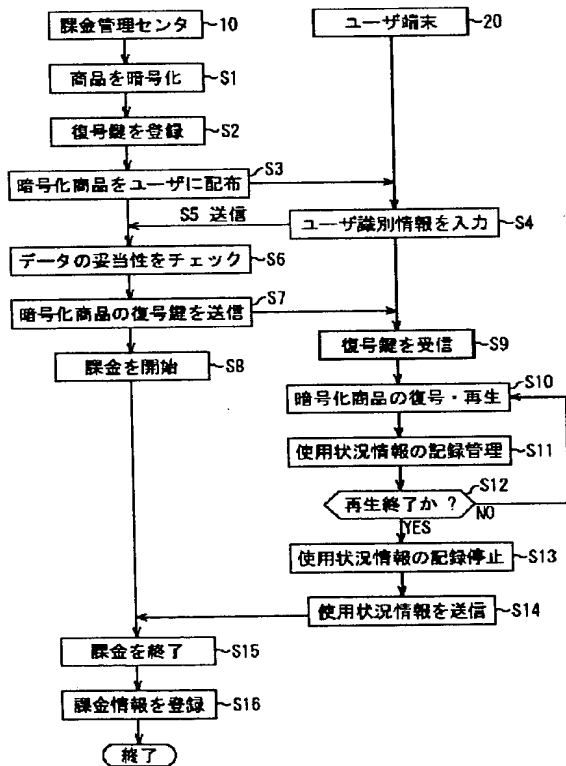 課金管理センタ 10
ユーザ端末 20
商品を暗号化 S1
復号鍵を登録 S2
暗号化商品をユーザに配布 S3
S5 送信
ユーザ識別情報を入力 S4
データの妥当性をチェック S6
暗号化商品の復号鍵を送信 S7
復号鍵を受信 S9
課金を開始 S8
暗号化商品の復号・再生 S10
使用状況情報の記録管理 S11
再生終了か ? S12
NO
YES
使用状況情報の記録停止 S13
使用状況情報を送信 S14
課金を終了 S15
課金情報を登録 S16
終了